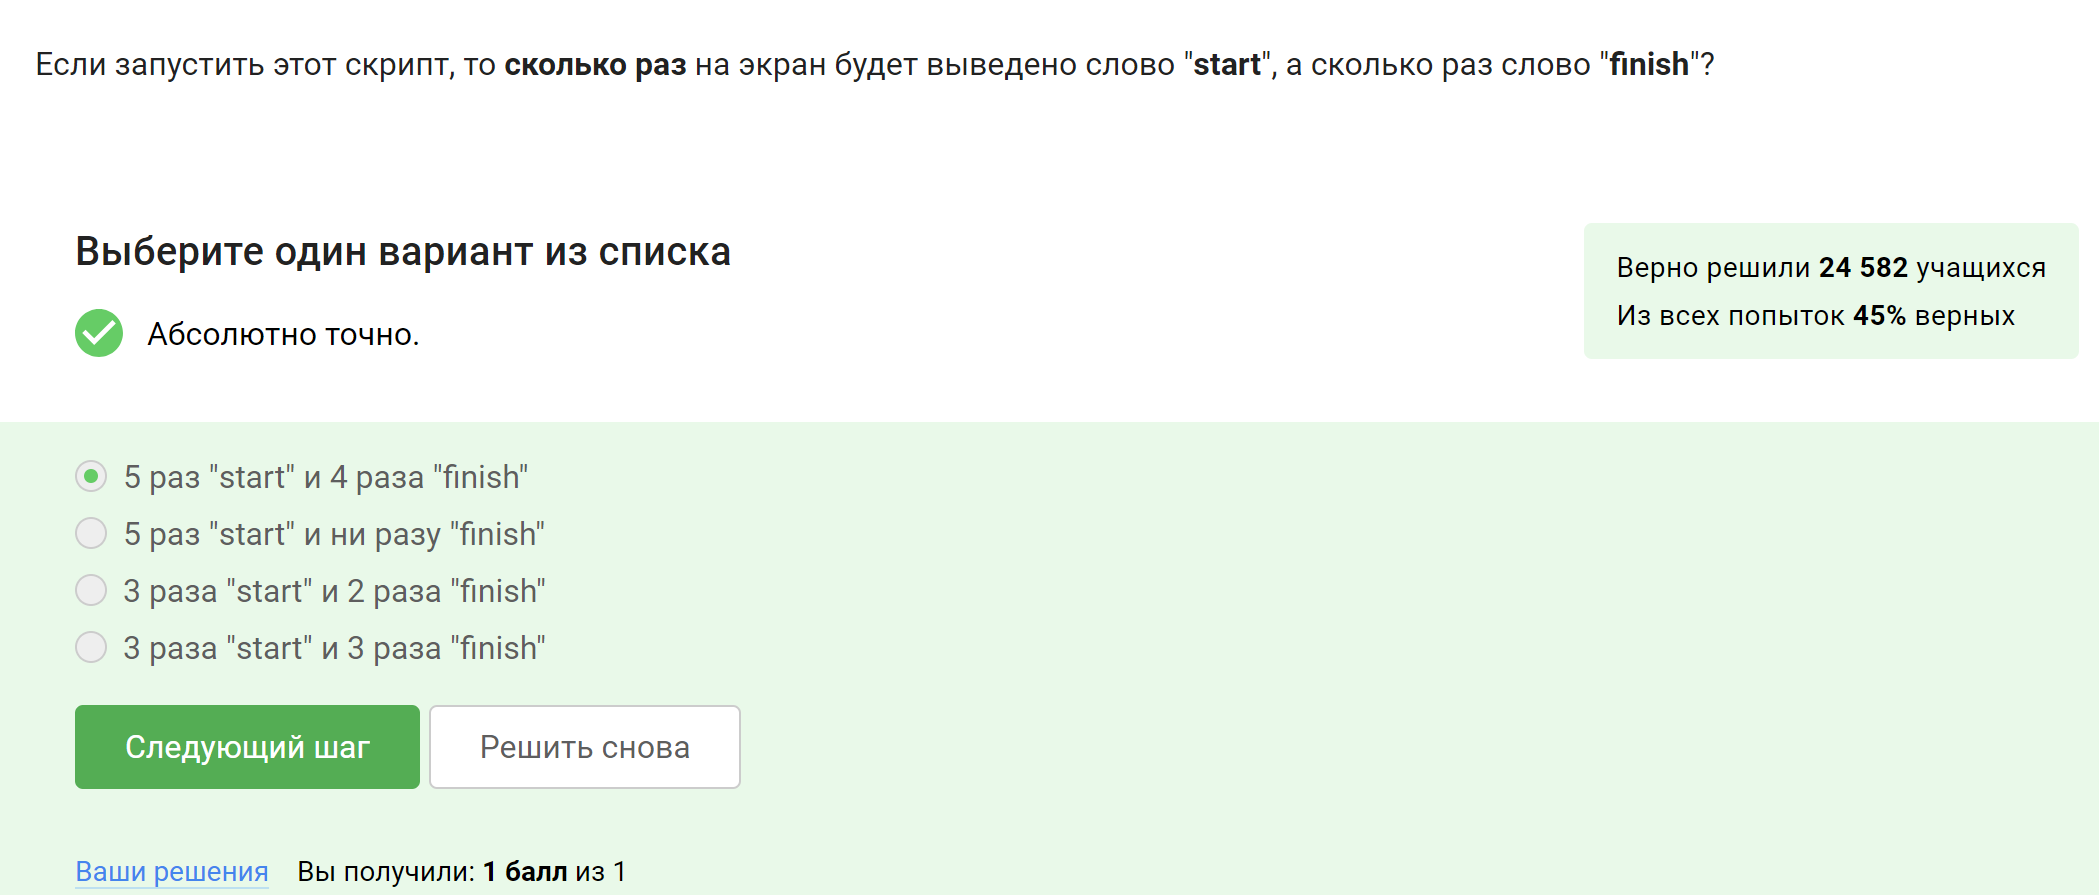 Если запустить этот скрипт, то сколько раз на экран будет выведено слово "start", а сколько раз слово "finish"?
Выберите один вариант из списка
Абсолютно точно.
Верно решили 24 582 учащихся
Из всех попыток 45% верных
5 раз "start" и 4 раза "finish"
5 раз "start" и ни разу "finish"
3 раза "start" и 2 раза "finish"
3 раза "start" и 3 раза "finish"
Следующий шаг
Решить снова
Ваши решения Вы получили: 1 балл из 1